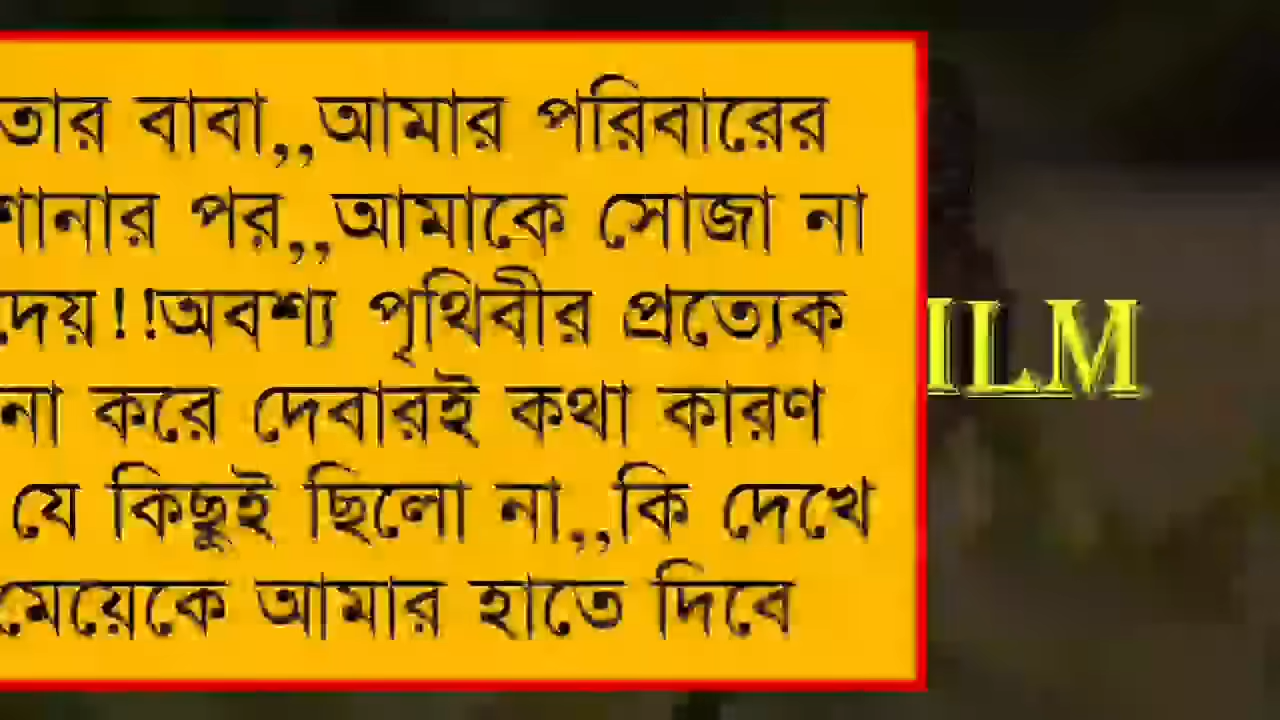 তার বাবা,,আমার পরিবারের
শানার পর,,আমাকে সোজা না
দেয়!!অবশ্য পৃথিবীর প্রত্যেক
না করে দেবারই কথা কারণ
যে কিছুই ছিলো না,,কি দেখে
মেয়েকে আমার হাতে দিবে
ILM